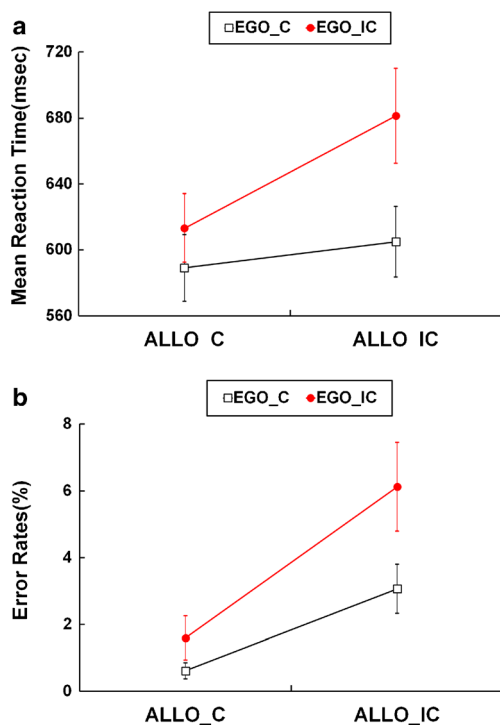 a
EGO_C EGO_IC
Mean Reaction Time(msec)
720
680
640
600
560
ALLO C ALLO IC
b
EGO_C EGO_IC
Error Rates(%)
8
6
4
2
0
ALLO_C ALLO_IC